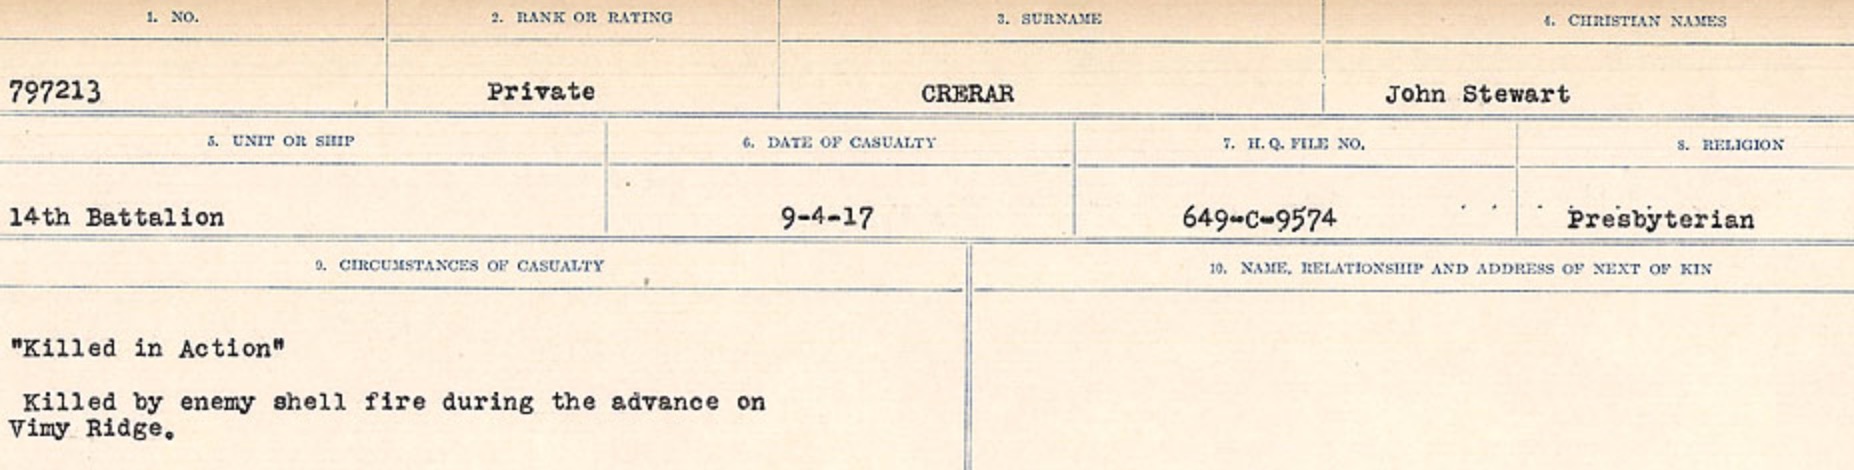 1. NO. 2. RANK OR RATING 3. SURNAME 4. CHRISTIAN NAMES
797213 Private CRERAR John Stewart
5. UNIT OR SHIP 6. DATE OF CASUALTY 7. H. Q. FILE NO. 8. RELIGION
14th Battalion 9-4-17 649-C-9574 Presbyterian
9. CIRCUMSTANCES OF CASUALTY 10. NAME, RELATIONSHIP AND ADDRESS OF NEXT OF KIN
"Killed in Action"
Killed by enemy shell fire during the advance on
Vimy Ridge.